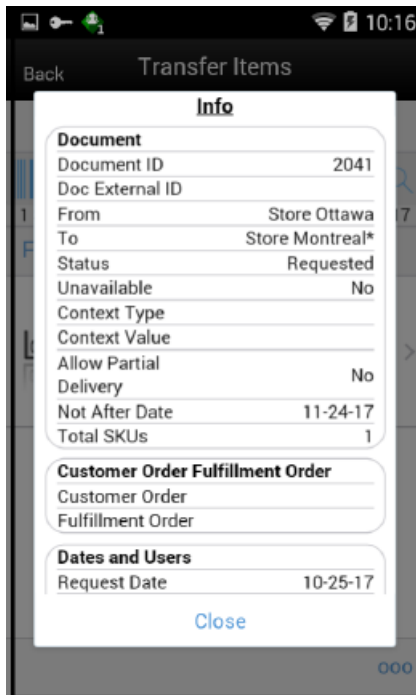 10:16
Back
Transfer Items
Info
Document
Document ID 2041
Doc External ID
From Store Ottawa
To Store Montreal*
Status Requested
Unavailable No
Context Type
Context Value
Allow Partial
Delivery No
Not After Date 11-24-17
Total SKUs 1
Customer Order Fulfillment Order
Customer Order
Fulfillment Order
Dates and Users
Request Date 10-25-17
Close